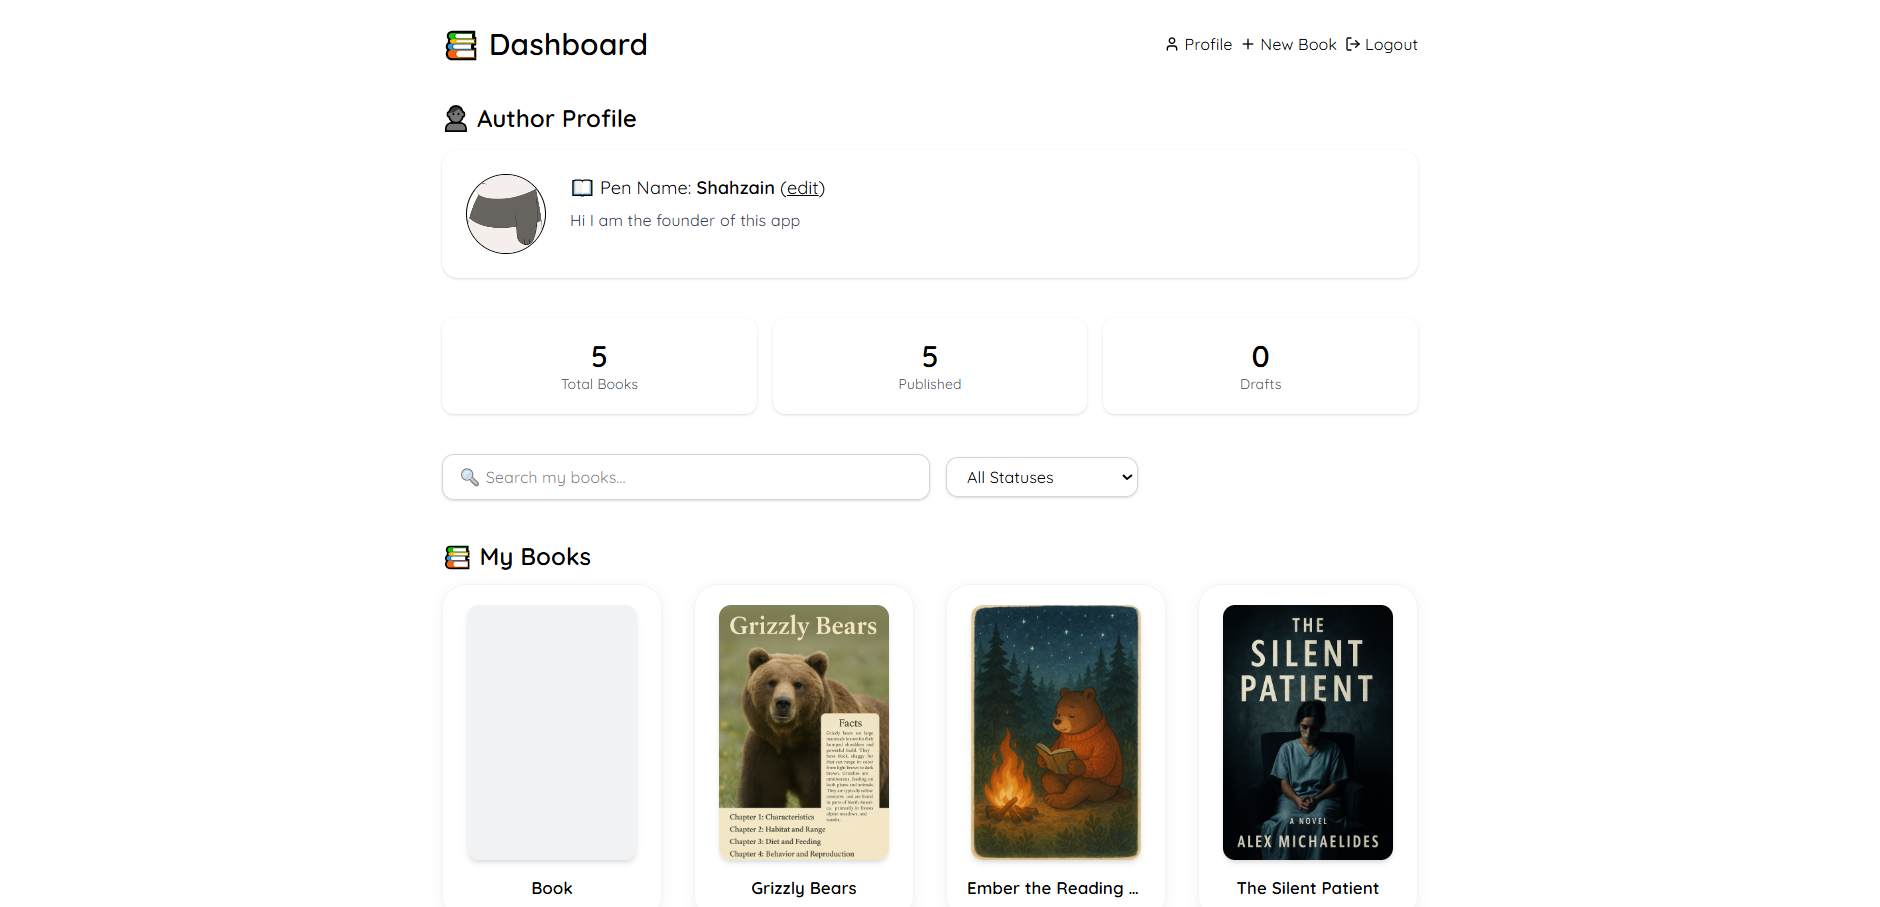 Dashboard
Profile
New Book
Logout
Author Profile
Pen Name: Shahzain (edit)
Hi I am the founder of this app
5
Total Books
5
Published
0
Drafts
Search my books...
All Statuses
My Books
Grizzly Bears
Facts
Chapter 1: Characteristics
Chapter 2: Habitat and Range
Chapter 3: Diet and Feeding
Chapter 4: Behavior and Reproduction
THE
SILENT
PATIENT
A NOVEL
ALEX MICHAELIDES
Book
Grizzly Bears
Ember the Reading ...
The Silent Patient